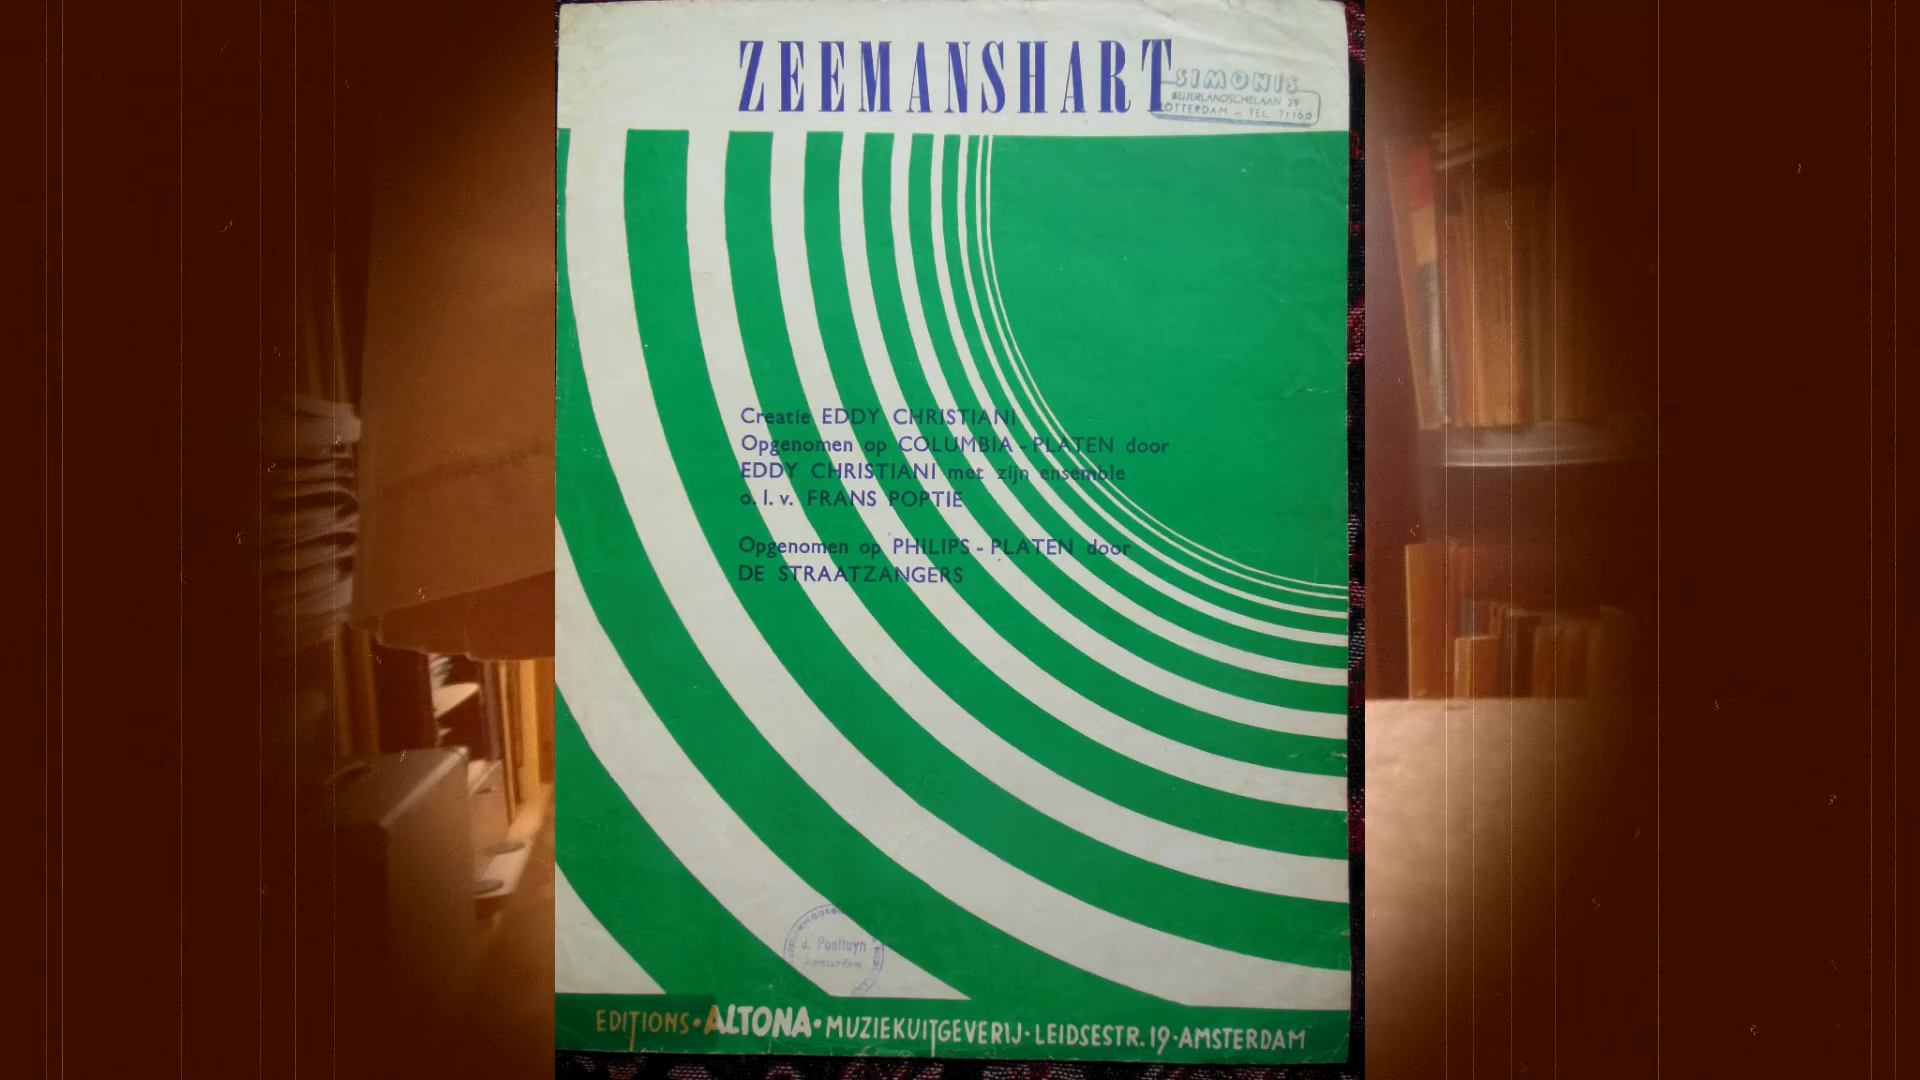 ZEEMANSHART
SIMONIS
BEIJERLANDSCHELAAN 29
ROTTERDAM — TEL. 71160
Creatie EDDY CHRISTIANI
Opgenomen op COLUMBIA - PLATEN door
EDDY CHRISTIANI met zijn ensemble
o. l. v. FRANS POPTIE
Opgenomen op PHILIPS - PLATEN door
DE STRAATZANGERS
J. Poeltuyn
Amsterdam
EDITIONS · ALTONA · MUZIEKUITGEVERIJ · LEIDSESTR. 19 · AMSTERDAM